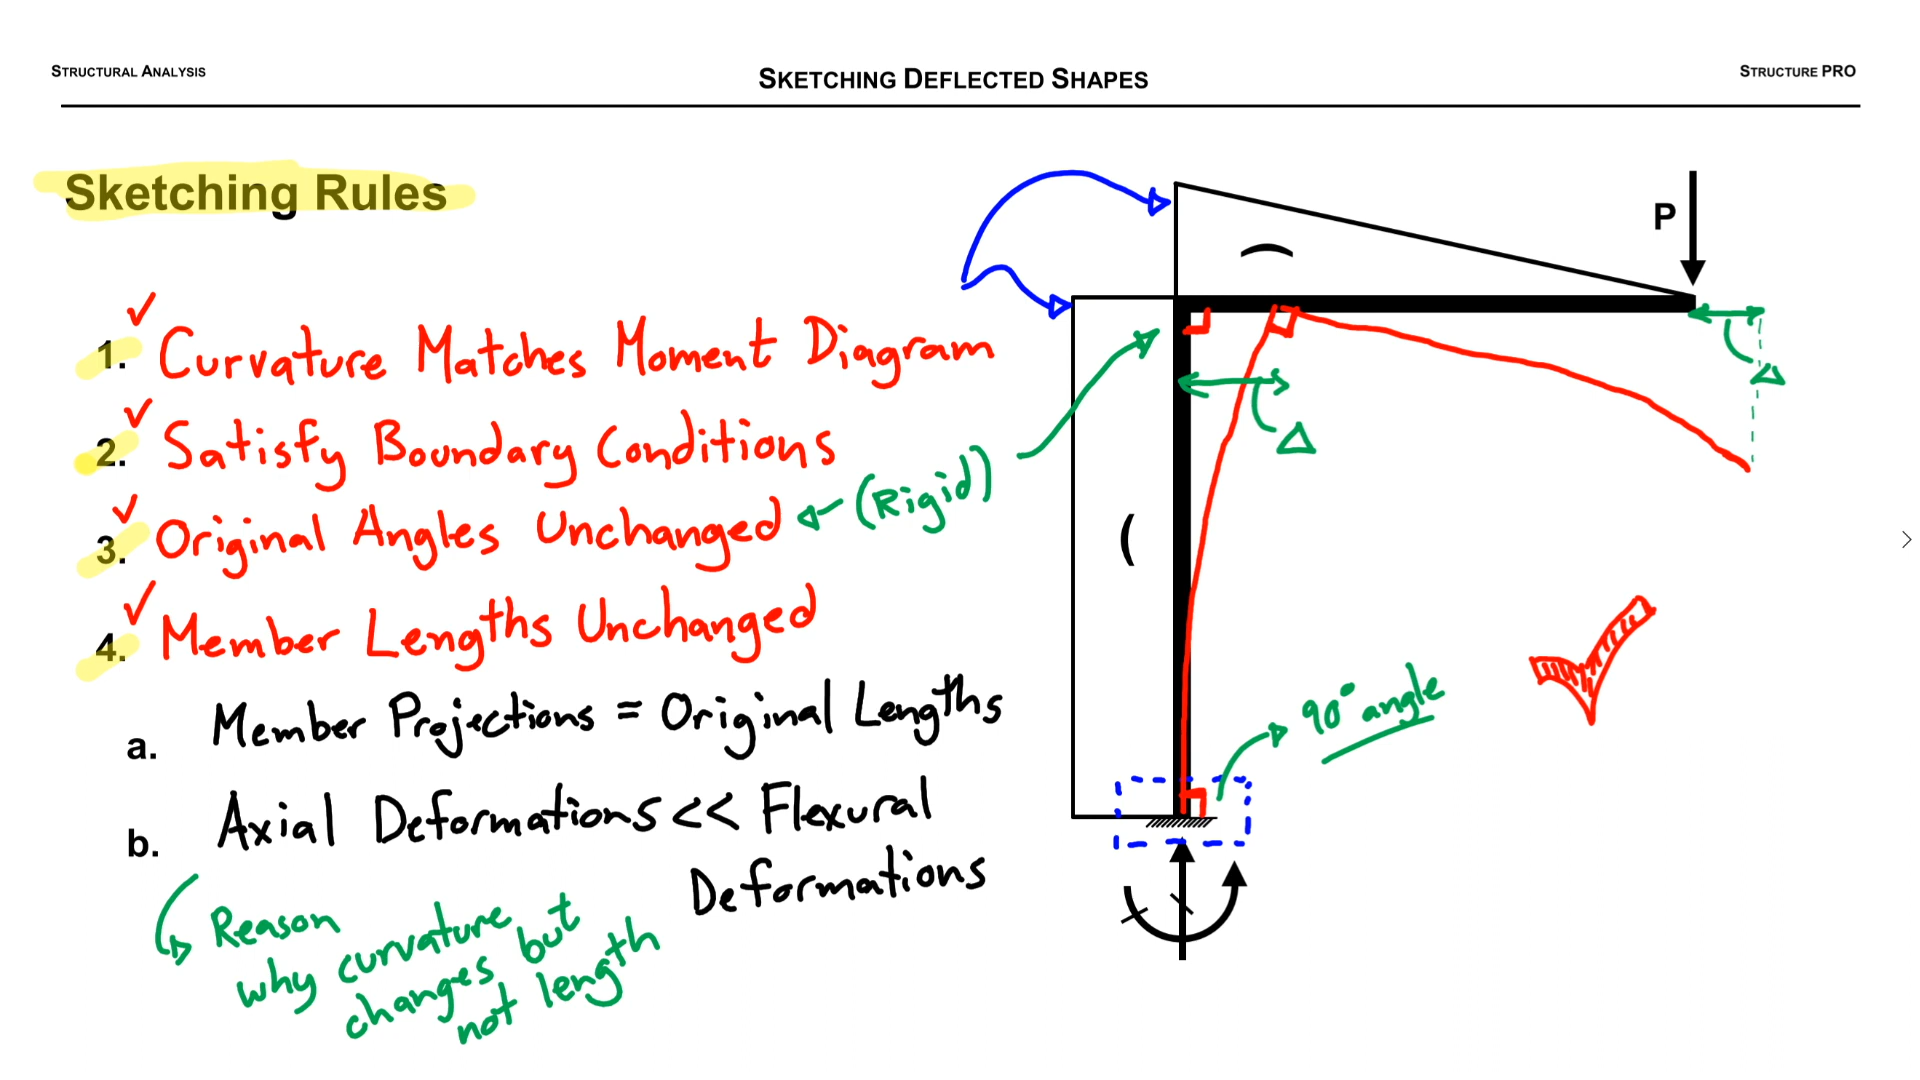 STRUCTURAL ANALYSIS
SKETCHING DEFLECTED SHAPES
STRUCTURE PRO
Sketching Rules
1. Curvature Matches Moment Diagram
2. Satisfy Boundary Conditions
3. Original Angles Unchanged
(Rigid)
4. Member Lengths Unchanged
a. Member Projections = Original Lengths
b. Axial Deformations << Flexural
Deformations
Reason
why curvature
changes but
not length
P
Δ
Δ
90° angle